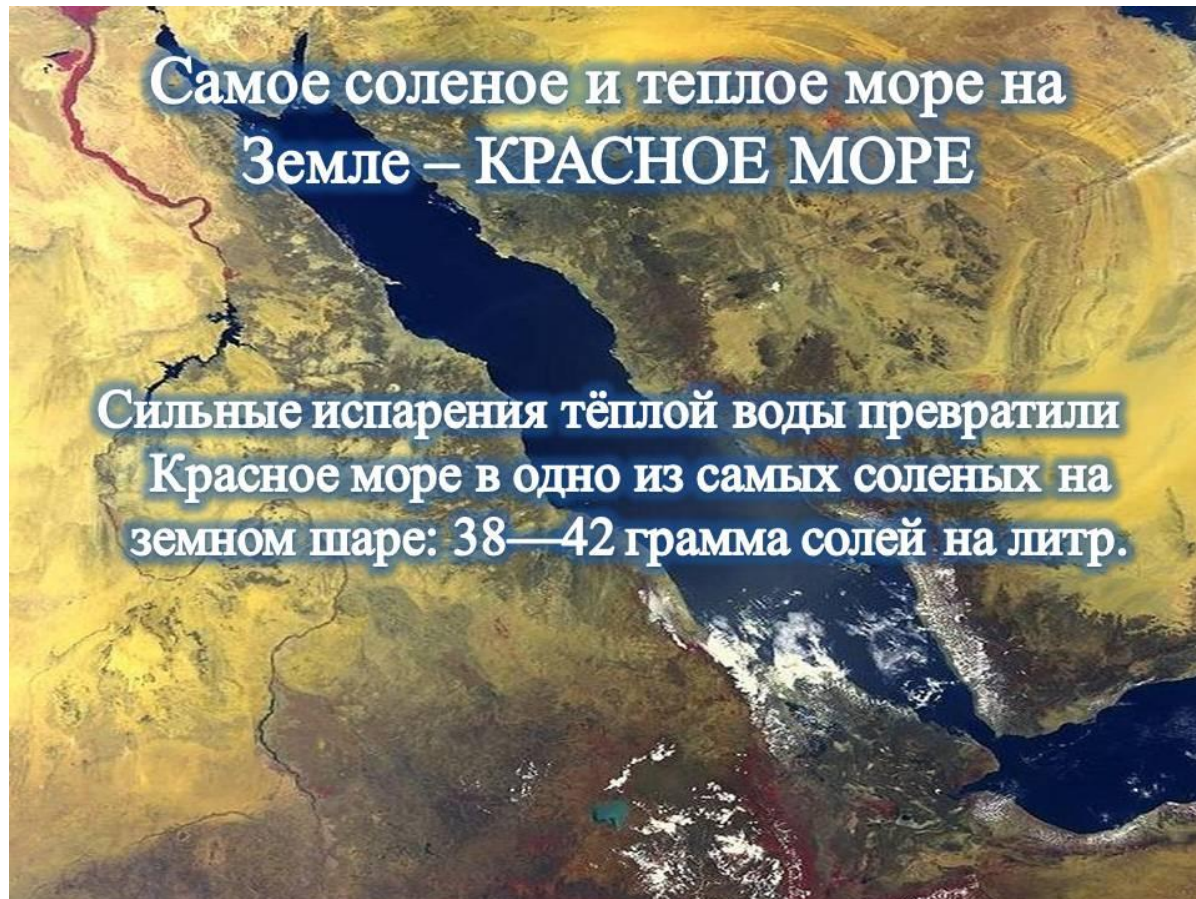 Самое соленое и теплое море на
Земле – КРАСНОЕ МОРЕ
Сильные испарения тёплой воды превратили
Красное море в одно из самых соленых на
земном шаре: 38—42 грамма солей на литр.